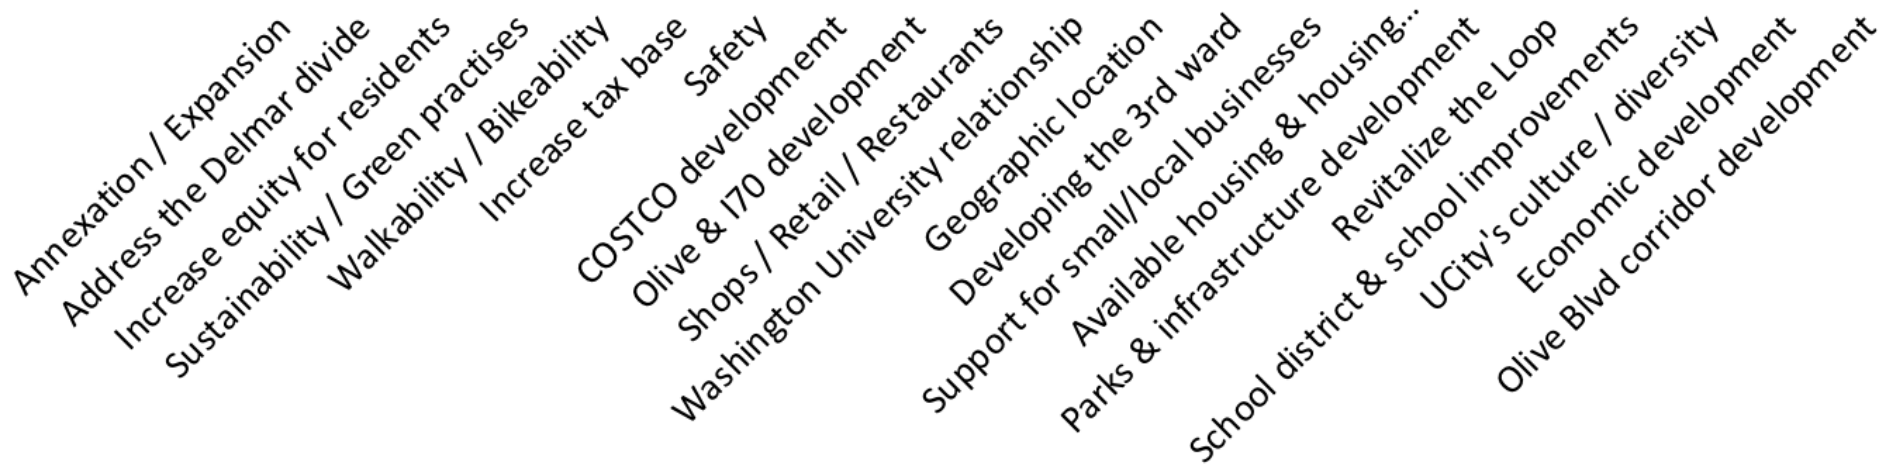 Annexation / Expansion
Address the Delmar divide
Increase equity for residents
Sustainability / Green practises
Walkability / Bikeability
Increase tax base
Safety
COSTCO developemt
Olive & I70 development
Shops / Retail / Restaurants
Washington University relationship
Geographic location
Developing the 3rd ward
Support for small/local businesses
Available housing & housing...
Parks & infrastructure development
Revitalize the Loop
School district & school improvements
UCity's culture / diversity
Economic development
Olive Blvd corridor development